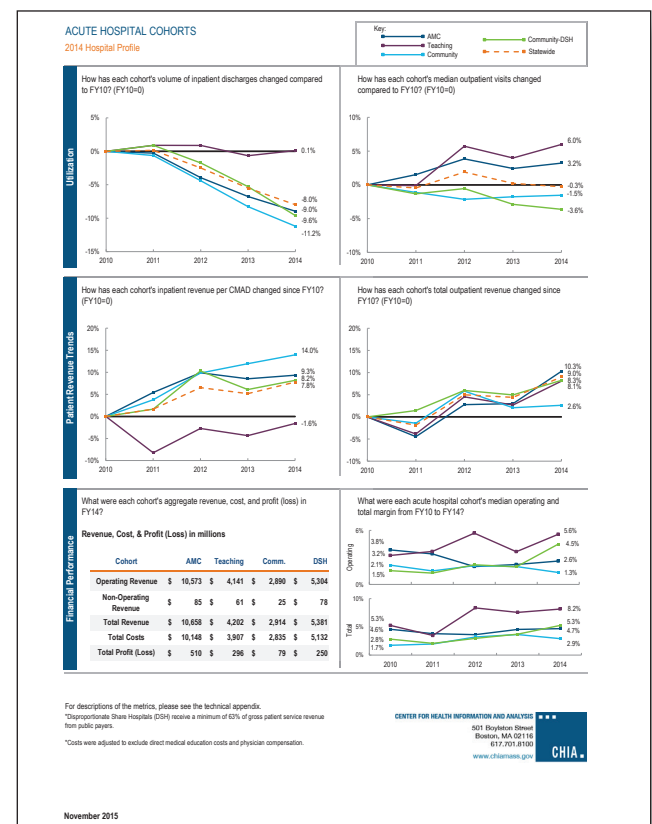 ACUTE HOSPITAL COHORTS
2014 Hospital Profile
Key:
AMC
Teaching
Community
Community-DSH
Statewide
Utilization
How has each cohort's volume of inpatient discharges changed compared
to FY10? (FY10=0)
5%
0%
-5%
-10%
-15%
2010 2011 2012 2013 2014
0.1%
-8.0%
-9.0%
-9.6%
-11.2%
How has each cohort's median outpatient visits changed
compared to FY10? (FY10=0)
10%
5%
0%
-5%
-10%
2010 2011 2012 2013 2014
6.0%
3.2%
-0.3%
-1.5%
-3.6%
Patient Revenue Trends
How has each cohort's inpatient revenue per CMAD changed since FY10?
(FY10=0)
20%
15%
10%
5%
0%
-5%
-10%
2010 2011 2012 2013 2014
14.0%
9.3%
8.2%
7.8%
-1.6%
How has each cohort's total outpatient revenue changed since
FY10? (FY10=0)
20%
15%
10%
5%
0%
-5%
-10%
2010 2011 2012 2013 2014
10.3%
9.0%
8.3%
8.1%
2.6%
Financial Performance
What were each cohort's aggregate revenue, cost, and profit (loss) in
FY14?
Revenue, Cost, & Profit (Loss) in millions
Cohort AMC Teaching Comm. DSH
Operating Revenue $ 10,573 $ 4,141 $ 2,890 $ 5,304
Non-Operating
Revenue $ 85 $ 61 $ 25 $ 78
Total Revenue $ 10,658 $ 4,202 $ 2,914 $ 5,381
Total Costs $ 10,148 $ 3,907 $ 2,835 $ 5,132
Total Profit (Loss) $ 510 $ 296 $ 79 $ 250
What were each acute hospital cohort's median operating and
total margin from FY10 to FY14?
Operating
6%
0%
3.8%
3.2%
2.1%
1.5%
5.6%
4.5%
2.6%
1.3%
Total
10%
5%
0%
5.3%
4.6%
2.8%
1.7%
8.2%
5.3%
4.7%
2.9%
2010 2011 2012 2013 2014
For descriptions of the metrics, please see the technical appendix.
*Disproportionate Share Hospitals (DSH) receive a minimum of 63% of gross patient service revenue
from public payers.
*Costs were adjusted to exclude direct medical education costs and physician compensation.
CENTER FOR HEALTH INFORMATION AND ANALYSIS
501 Boylston Street
Boston, MA 02116
617.701.8100
www.chiamass.gov
CHIA.
November 2015